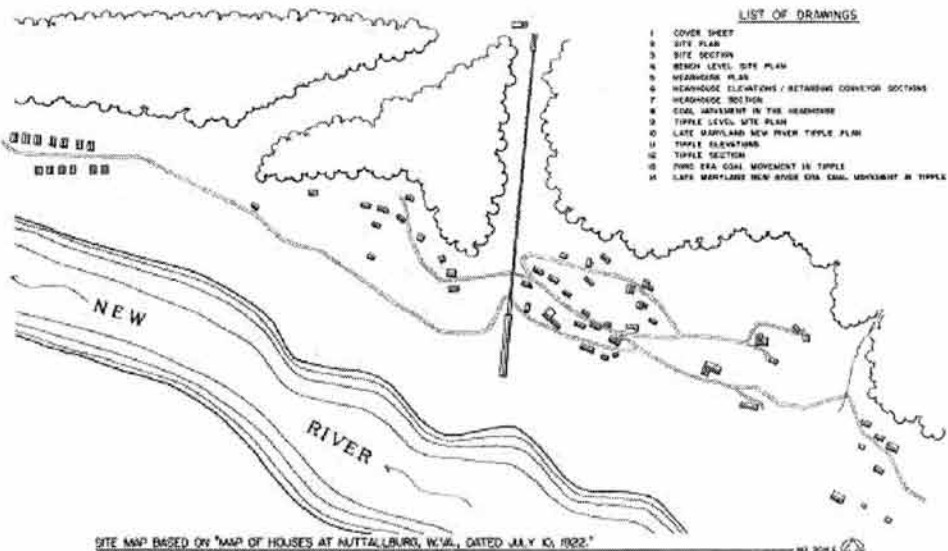 LIST OF DRAWINGS
1 COVER SHEET
2 SITE PLAN
3 SITE SECTION
4 BENCH LEVEL SITE PLAN
5 HEADHOUSE PLAN
6 HEADHOUSE ELEVATIONS / RETARDING CONVEYOR SECTIONS
7 HEADHOUSE SECTION
8 COAL MOVEMENT IN THE HEADHOUSE
9 TIPPLE LEVEL SITE PLAN
10 LATE MARYLAND NEW RIVER TIPPLE PLAN
11 TIPPLE ELEVATIONS
12 TIPPLE SECTION
13 FORD ERA COAL MOVEMENT IN TIPPLE
14 LATE MARYLAND NEW RIVER ERA COAL MOVEMENT IN TIPPLE
NEW
RIVER
SITE MAP BASED ON "MAP OF HOUSES AT NUTTALLBURG, W.VA., DATED JULY 10, 1922."
NO SCALE